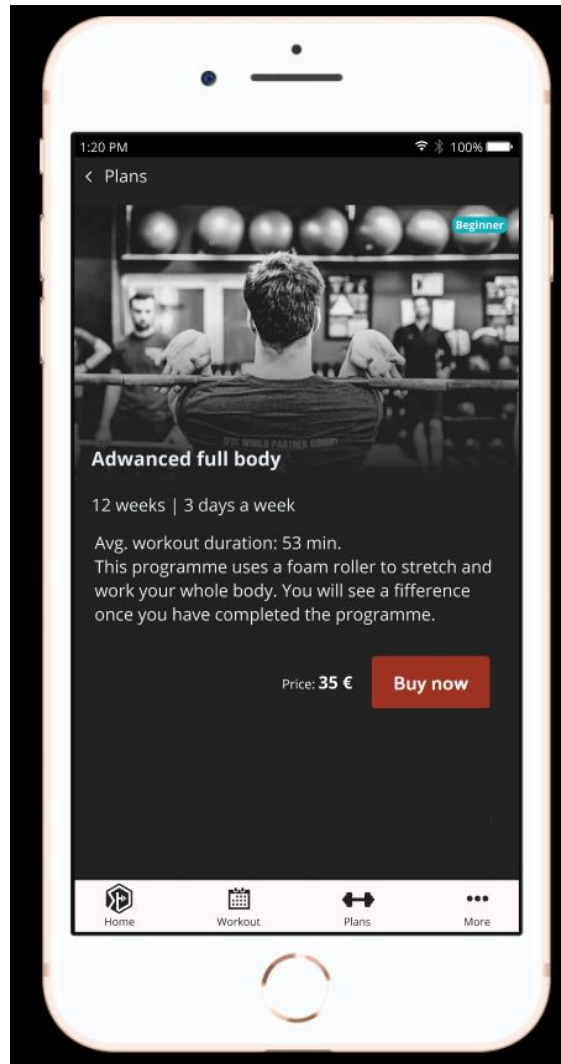 1:20 PM 100%
< Plans
Beginner
Adwanced full body
12 weeks | 3 days a week
Avg. workout duration: 53 min.
This programme uses a foam roller to stretch and
work your whole body. You will see a fifference
once you have completed the programme.
Price: 35 € Buy now
Home Workout Plans More